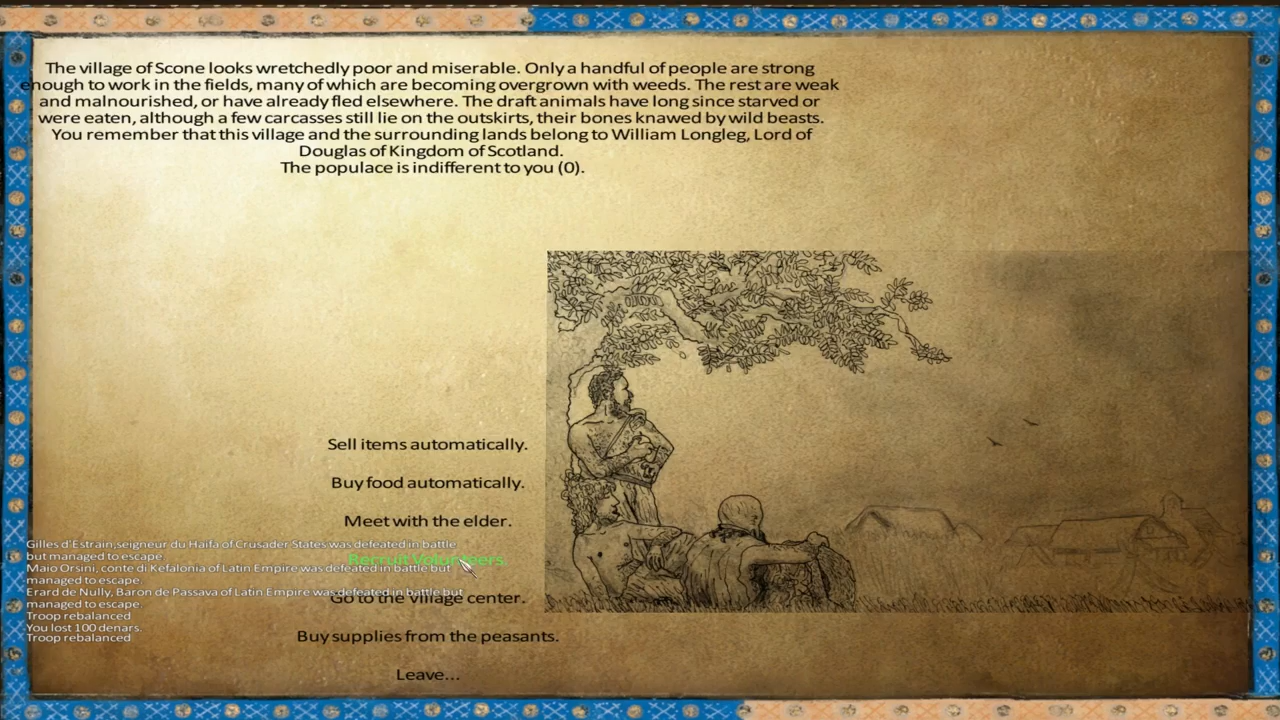 The village of Scone looks wretchedly poor and miserable. Only a handful of people are strong
enough to work in the fields, many of which are becoming overgrown with weeds. The rest are weak
and malnourished, or have already fled elsewhere. The draft animals have long since starved or
were eaten, although a few carcasses still lie on the outskirts, their bones knawed by wild beasts.
You remember that this village and the surrounding lands belong to William Longleg, Lord of
Douglas of Kingdom of Scotland.
The populace is indifferent to you (0).
Sell items automatically.
Buy food automatically.
Meet with the elder.
Recruit Volunteers.
Go to the village center.
Buy supplies from the peasants.
Leave...
Gilles d'Estrain,seigneur du Haifa of Crusader States was defeated in battle
but managed to escape.
Maio Orsini, conte di Kefalonia of Latin Empire was defeated in battle but
managed to escape.
Erard de Nully, Baron de Passava of Latin Empire was defeated in battle but
managed to escape.
Troop rebalanced
You lost 100 denars.
Troop rebalanced